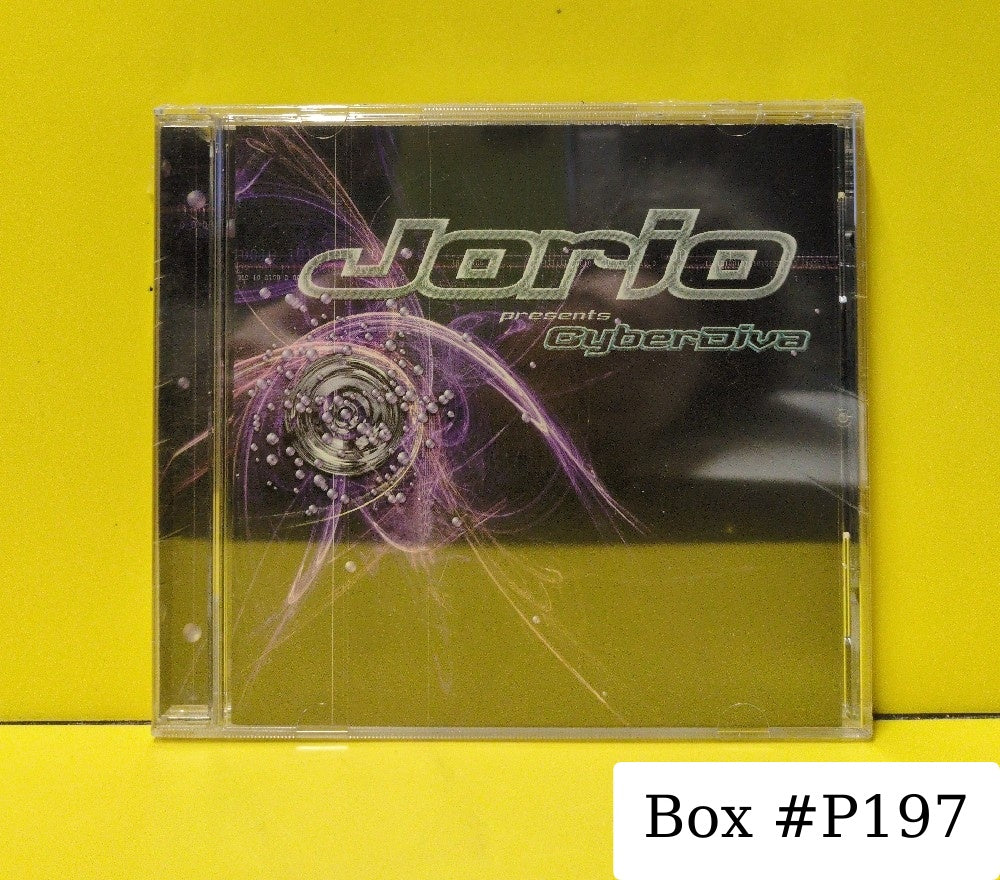 Jorio
presents
CyberDiva
Box #P197